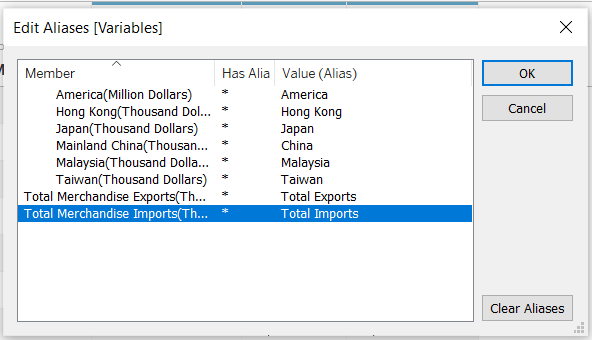 Edit Aliases [Variables]
Member Has Alia Value (Alias)
America(Million Dollars) * America
Hong Kong(Thousand Dol... * Hong Kong
Japan(Thousand Dollars) * Japan
Mainland China(Thousan... * China
Malaysia(Thousand Dolla... * Malaysia
Taiwan(Thousand Dollars) * Taiwan
Total Merchandise Exports(Th... * Total Exports
Total Merchandise Imports(Th... * Total Imports
OK
Cancel
Clear Aliases